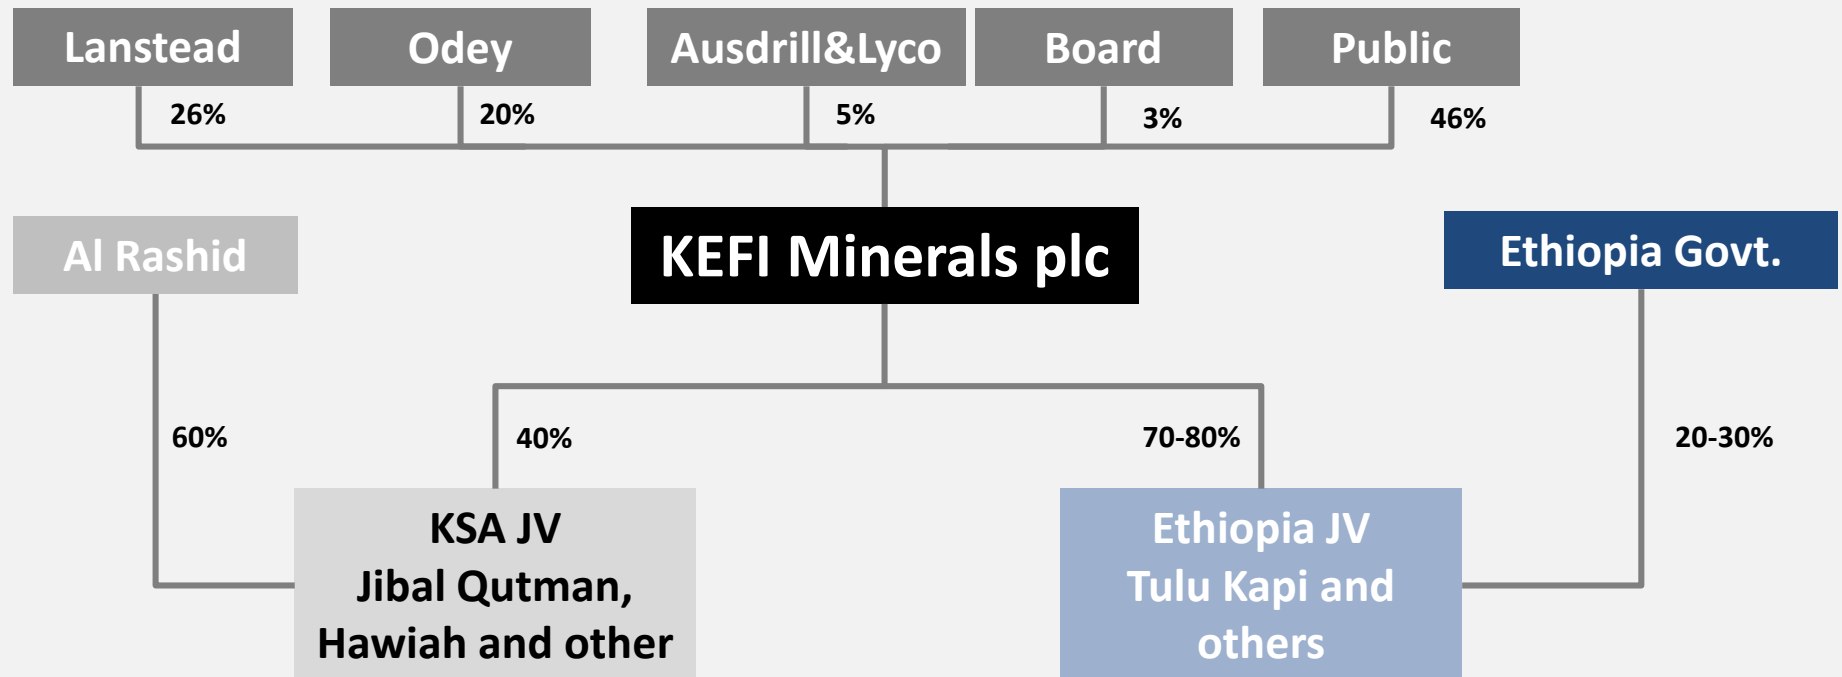 Lanstead
Odey
Ausdrill&Lyco
Board
Public
26%
20%
5%
3%
46%
Al Rashid
KEFI Minerals plc
Ethiopia Govt.
60%
40%
70-80%
20-30%
KSA JV
Jibal Qutman,
Hawiah and other
Ethiopia JV
Tulu Kapi and
others